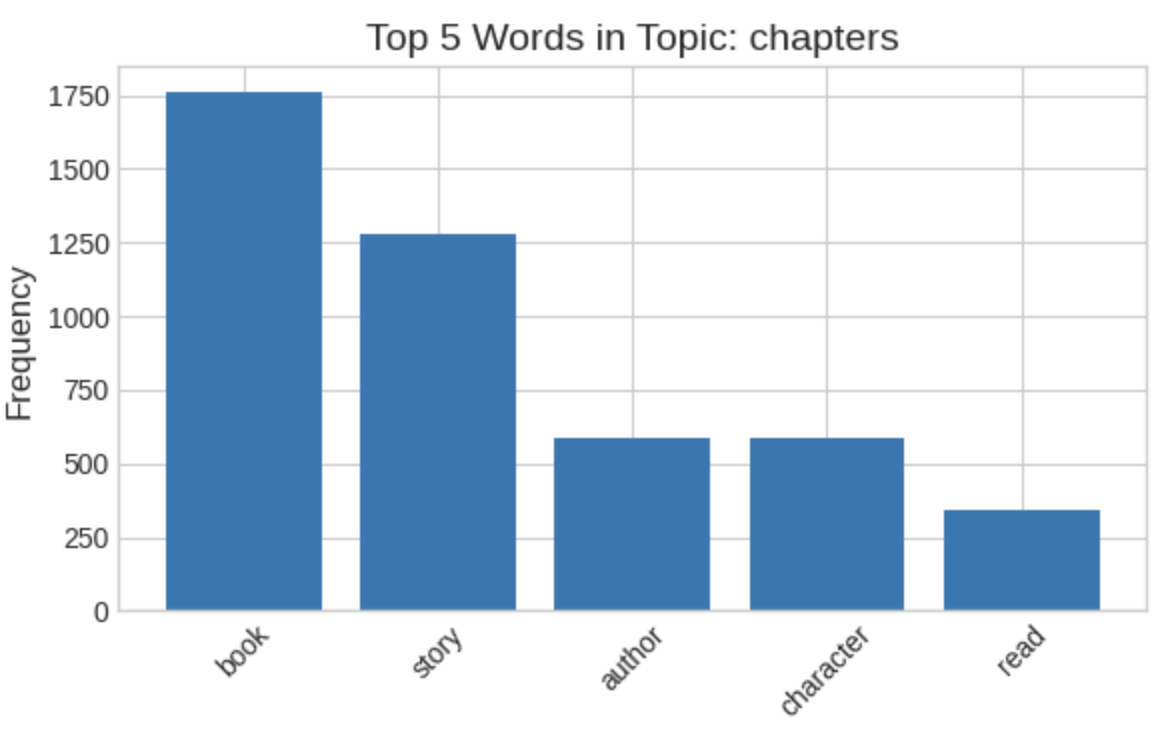 Top 5 Words in Topic: chapters
Frequency
1750
1500
1250
1000
750
500
250
0
book
story
author
character
read